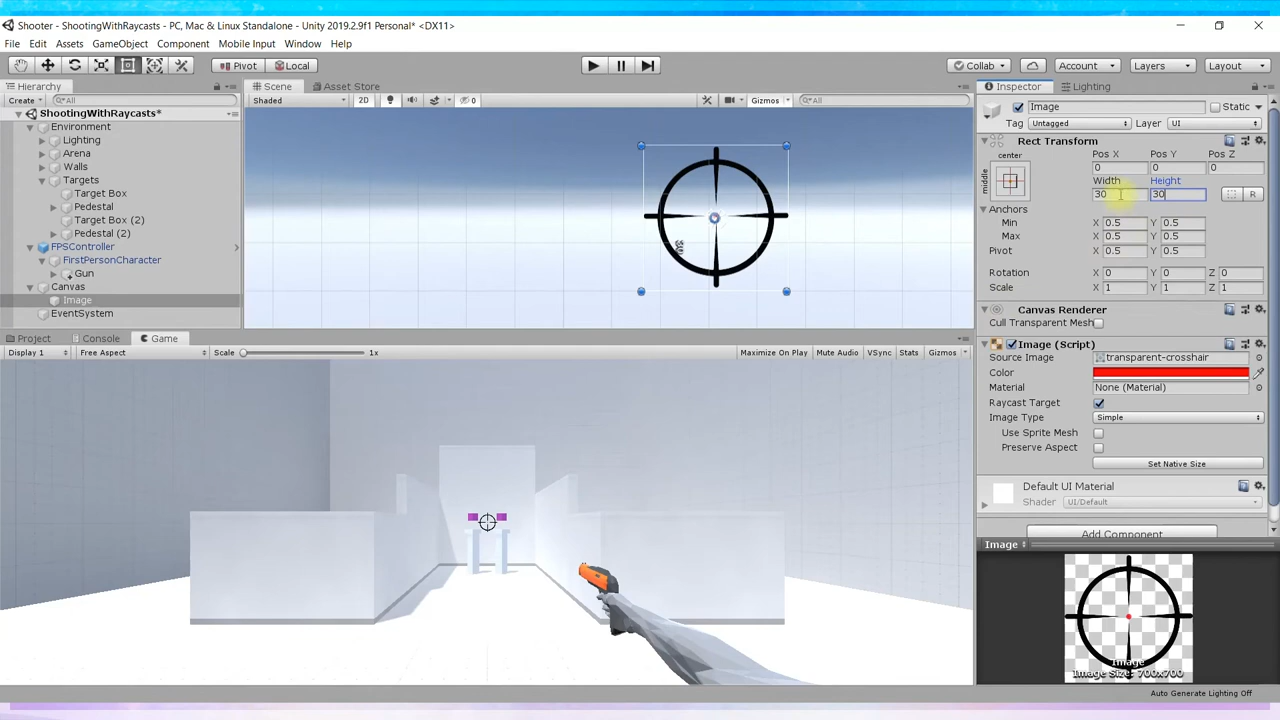 Shooter - ShootingWithRaycasts - PC, Mac & Linux Standalone - Unity 2019.2.9f1 Personal* <DX11>
File Edit Assets GameObject Component Mobile Input Window Help
Pivot Local Collab Account Layers Layout
Hierarchy Scene Asset Store Inspector Lighting
Create All Shaded 2D 0 Gizmos All Image Static
ShootingWithRaycasts* Tag Untagged Layer UI
Environment
Lighting
Arena
Walls
Targets
Target Box
Pedestal
Target Box (2)
Pedestal (2)
FPSController
FirstPersonCharacter
Gun
Canvas
Image
EventSystem
Rect Transform
center Pos X Pos Y Pos Z
middle 0 0 0
Width Height
30 30 R
Anchors
Min X 0.5 Y 0.5
Max X 0.5 Y 0.5
Pivot X 0.5 Y 0.5
Rotation X 0 Y 0 Z 0
Scale X 1 Y 1 Z 1
Canvas Renderer
Cull Transparent Mesh
Image (Script)
Source Image transparent-crosshair
Color
Material None (Material)
Raycast Target
Image Type Simple
Use Sprite Mesh
Preserve Aspect
Set Native Size
Default UI Material
Shader UI/Default
Add Component
Project Console Game
Display 1 Free Aspect Scale 1x Maximize On Play Mute Audio VSync Stats Gizmos
Image
Image
Image Size: 700x700
Auto Generate Lighting Off